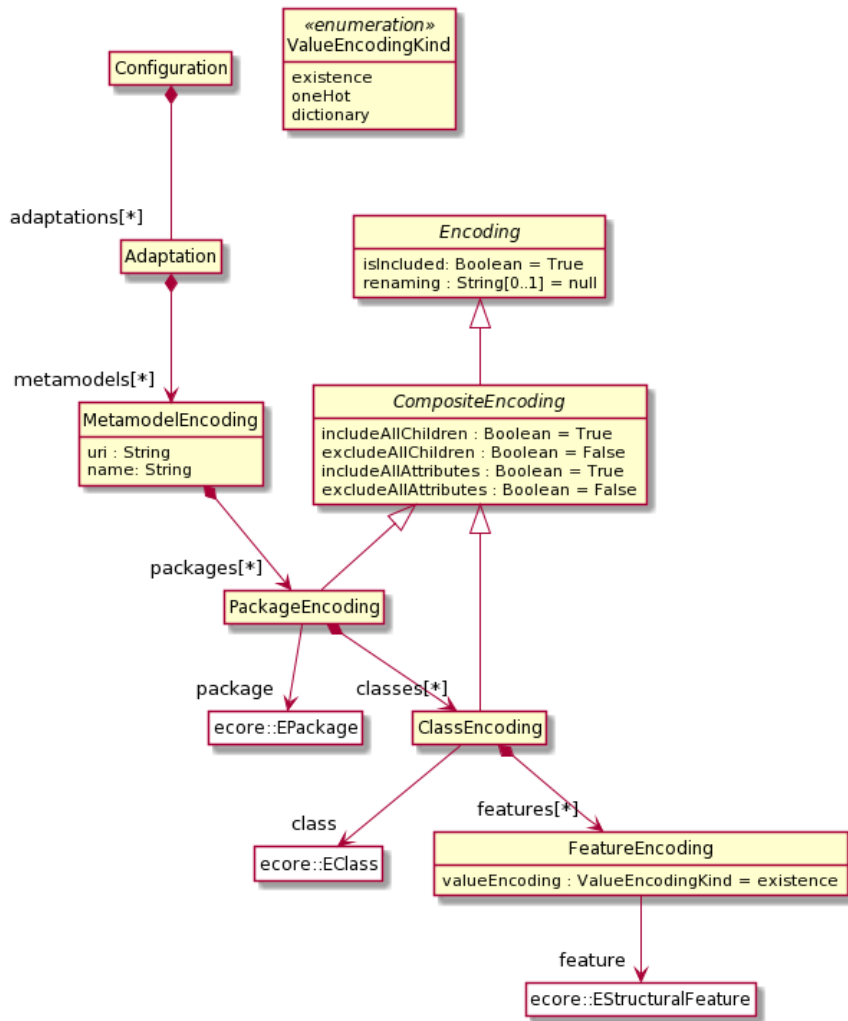 «enumeration»
ValueEncodingKind
existence
oneHot
dictionary
Configuration
adaptations[*]
Adaptation
Encoding
isIncluded: Boolean = True
renaming : String[0..1] = null
metamodels[*]
MetamodelEncoding
uri : String
name: String
CompositeEncoding
includeAllChildren : Boolean = True
excludeAllChildren : Boolean = False
includeAllAttributes : Boolean = True
excludeAllAttributes : Boolean = False
packages[*]
PackageEncoding
package
classes[*]
ecore::EPackage
ClassEncoding
class
features[*]
ecore::EClass
FeatureEncoding
valueEncoding : ValueEncodingKind = existence
feature
ecore::EStructuralFeature